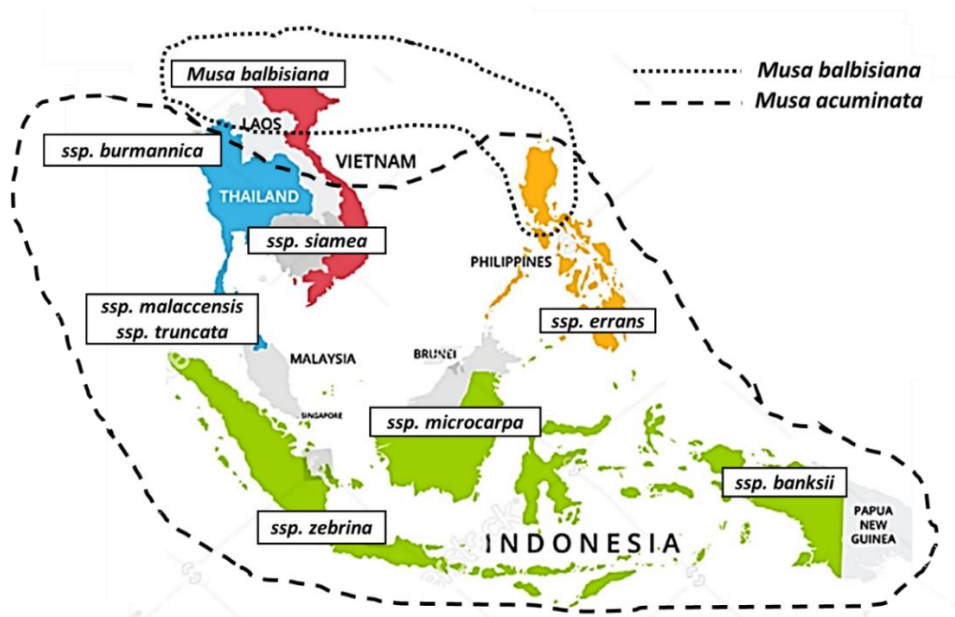 Musa balbisiana
Musa balbisiana
Musa acuminata
LAOS
ssp. burmannica
VIETNAM
THAILAND
ssp. siamea
PHILIPPINES
ssp. malaccensis
ssp. truncata
ssp. errans
MALAYSIA
BRUNEI
SINGAPORE
ssp. microcarpa
ssp. banksii
PAPUA
NEW
GUINEA
ssp. zebrina
INDONESIA